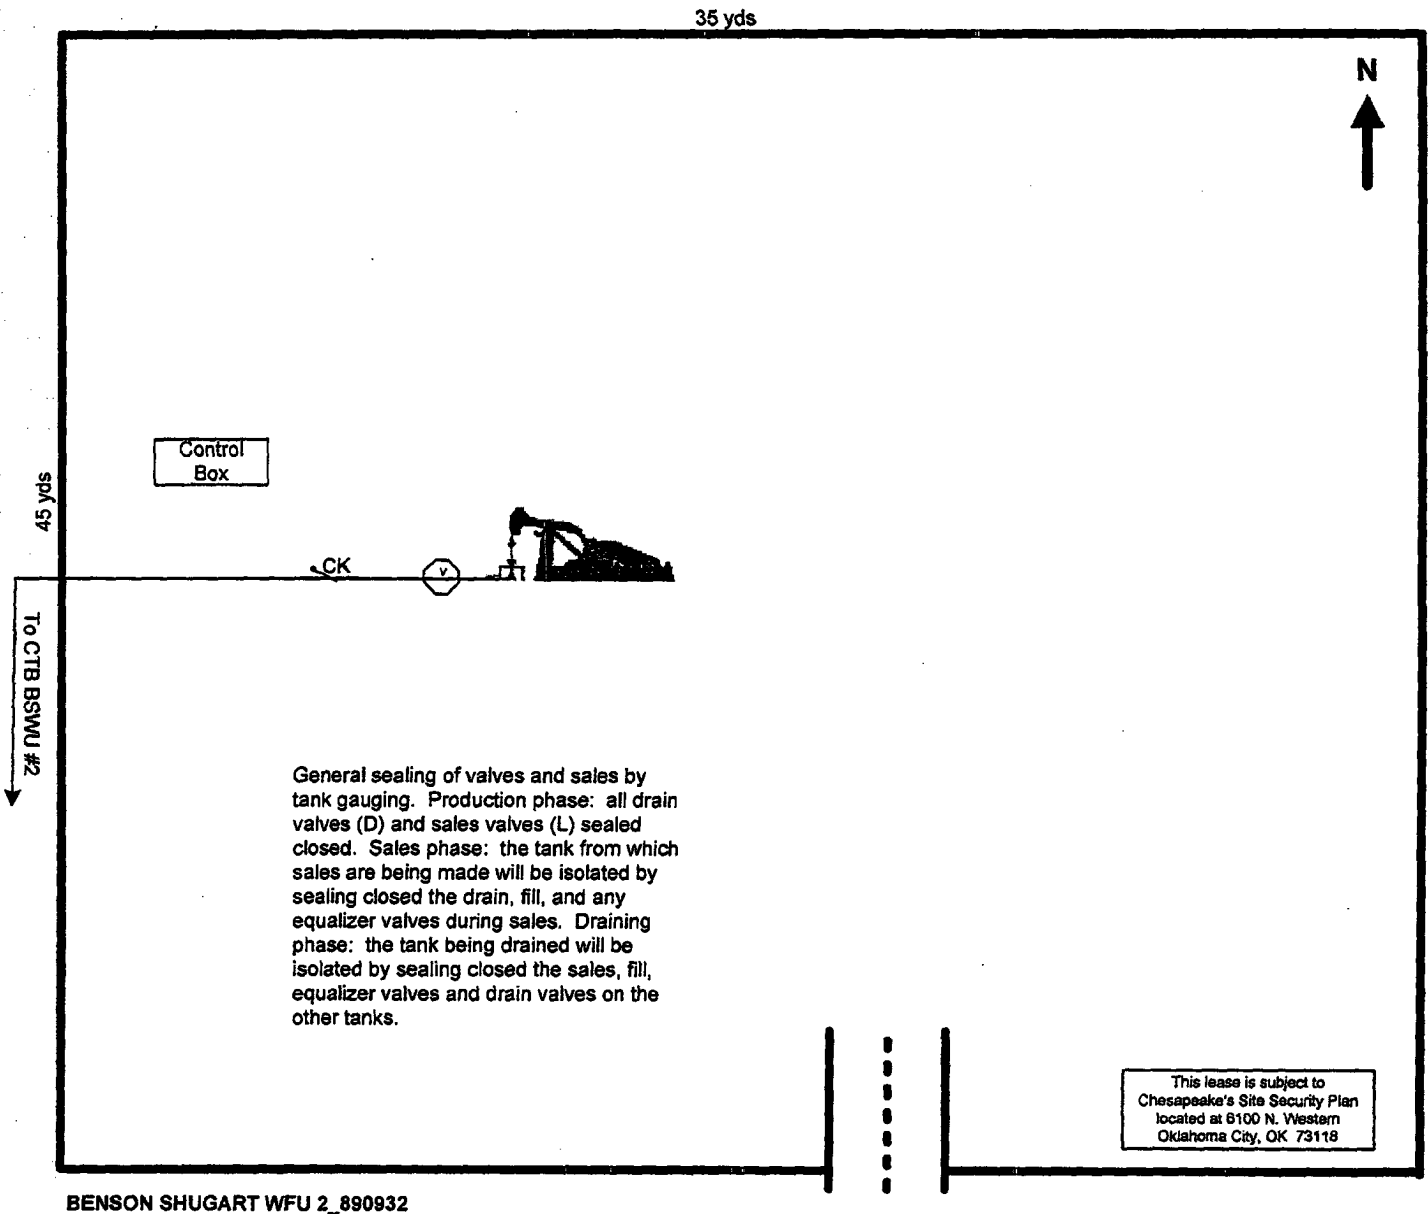 35 yds
N
Control
Box
45 yds
CK
v
To CTB BSWU #2
General sealing of valves and sales by
tank gauging.  Production phase:  all drain
valves (D) and sales valves (L) sealed
closed.  Sales phase:  the tank from which
sales are being made will be isolated by
sealing closed the drain, fill, and any
equalizer valves during sales.  Draining
phase:  the tank being drained will be
isolated by sealing closed the sales, fill,
equalizer valves and drain valves on the
other tanks.
This lease is subject to
Chesapeake's Site Security Plan
located at 6100 N. Western
Oklahoma City, OK  73118
BENSON SHUGART WFU 2_890932